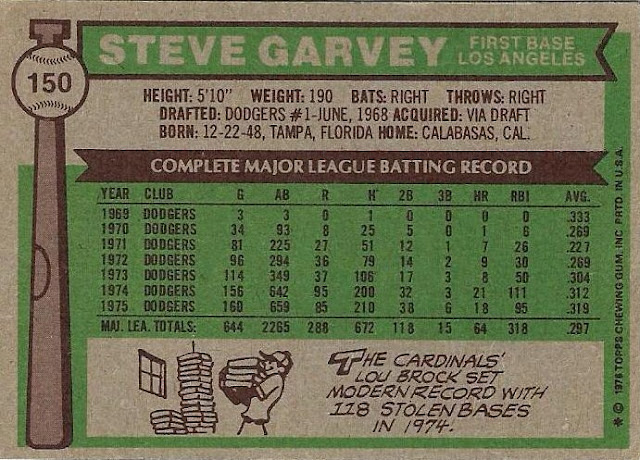 150
STEVE GARVEY
FIRST BASE
LOS ANGELES
HEIGHT: 5'10" WEIGHT: 190 BATS: RIGHT THROWS: RIGHT
DRAFTED: DODGERS #1-JUNE, 1968 ACQUIRED: VIA DRAFT
BORN: 12-22-48, TAMPA, FLORIDA HOME: CALABASAS, CAL.
COMPLETE MAJOR LEAGUE BATTING RECORD
YEAR CLUB G AB R H 2B 3B HR RBI AVG.
1969 DODGERS 3 3 0 1 0 0 0 0 .333
1970 DODGERS 34 93 8 25 5 0 1 6 .269
1971 DODGERS 81 225 27 51 12 1 7 26 .227
1972 DODGERS 96 294 36 79 14 2 9 30 .269
1973 DODGERS 114 349 37 106 17 3 8 50 .304
1974 DODGERS 156 642 95 200 32 3 21 111 .312
1975 DODGERS 160 659 85 210 38 6 18 95 .319
MAJ. LEA. TOTALS: 644 2265 288 672 118 15 64 318 .297
THE CARDINALS'
LOU BROCK SET
MODERN RECORD WITH
118 STOLEN BASES
IN 1974.
* © 1976 TOPPS CHEWING GUM, INC. PRTD. IN U.S.A.